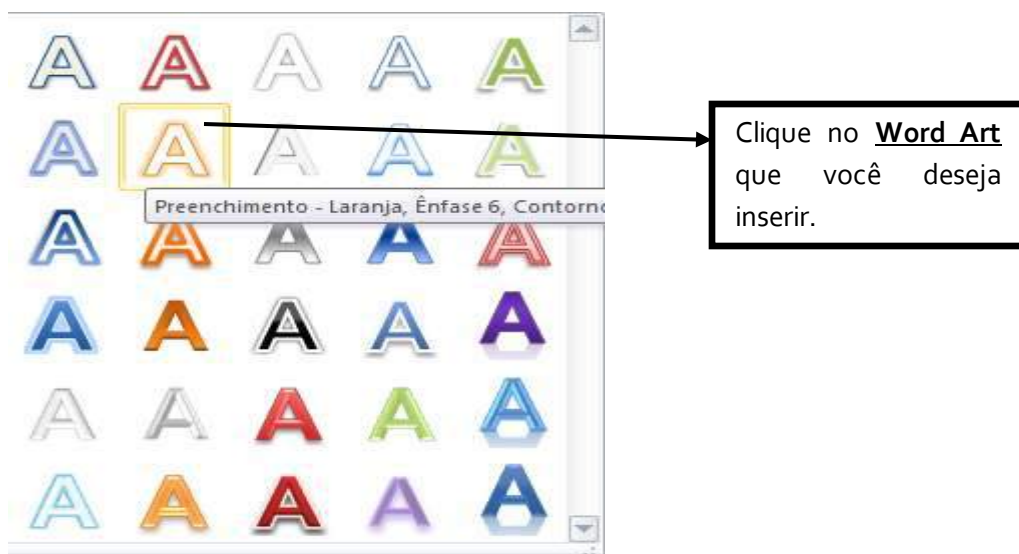 A A A A A
A A A A A
Preenchimento - Laranja, Ênfase 6, Contorno
A A A A A
A A A A A
A A A A A
A A A A A
Clique no Word Art
que você deseja
inserir.